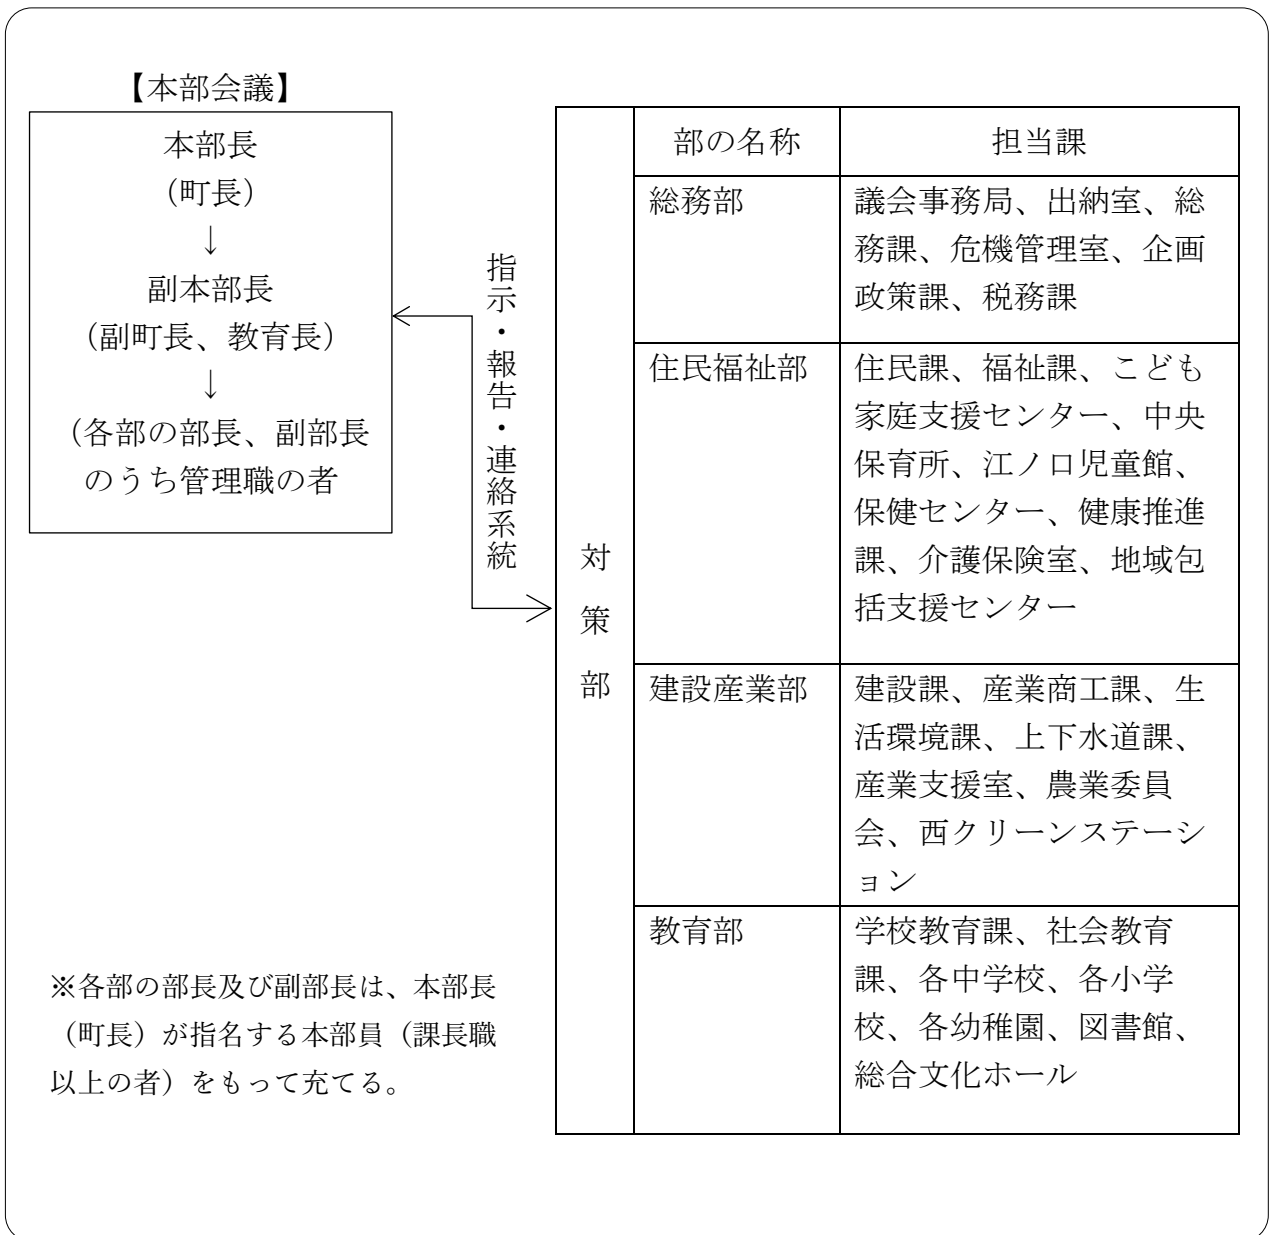 【本部会議】
本部長
（町長）
↓
副本部長
（副町長、教育長）
↓
（各部の部長、副部長
のうち管理職の者
指示・報告・連絡系統
対策部
部の名称
担当課
総務部
議会事務局、出納室、総
務課、危機管理室、企画
政策課、税務課
住民福祉部
住民課、福祉課、こども
家庭支援センター、中央
保育所、江ノ口児童館、
保健センター、健康推進
課、介護保険室、地域包
括支援センター
建設産業部
建設課、産業商工課、生
活環境課、上下水道課、
産業支援室、農業委員
会、西クリーンステーシ
ョン
教育部
学校教育課、社会教育
課、各中学校、各小学
校、各幼稚園、図書館、
総合文化ホール
※各部の部長及び副部長は、本部長
（町長）が指名する本部員（課長職
以上の者）をもって充てる。